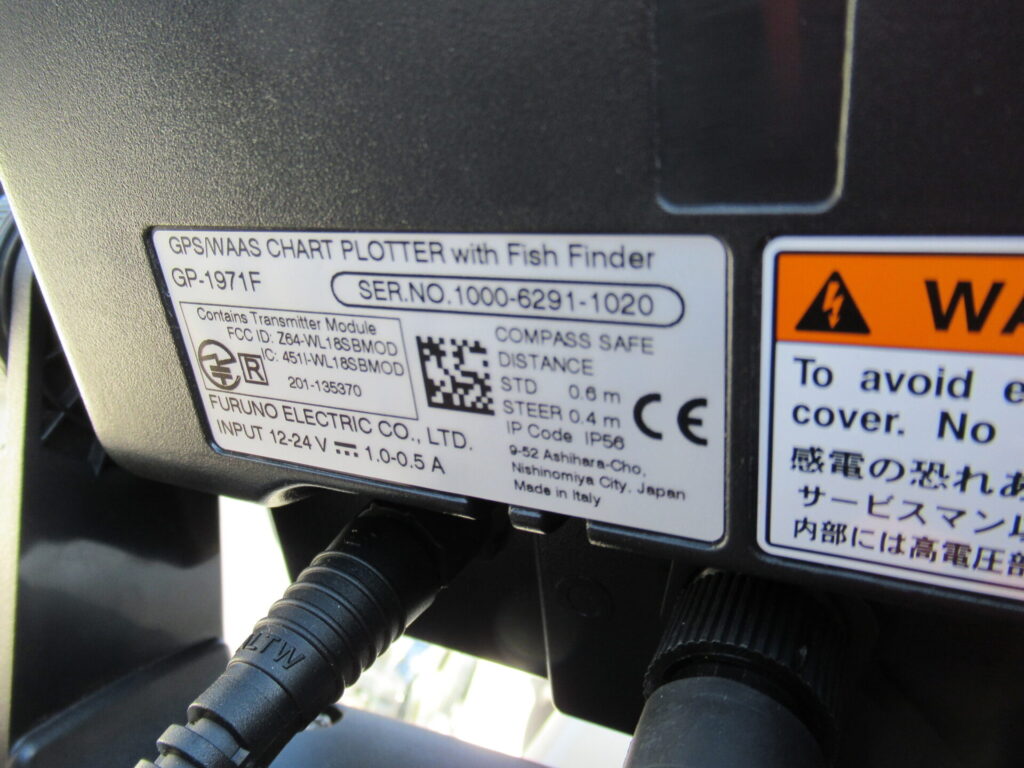 GPS/WAAS CHART PLOTTER with Fish Finder
GP-1971F
SER.NO.1000-6291-1020
Contains Transmitter Module
FCC ID: Z64-WL18SBMOD
IC: 451I-WL18SBMOD
R
201-135370
FURUNO ELECTRIC CO., LTD.
INPUT 12-24 V ⎓ 1.0-0.5 A
COMPASS SAFE
DISTANCE
STD 0.6 m
STEER 0.4 m
IP Code IP56
9-52 Ashihara-Cho,
Nishinomiya City, Japan
Made in Italy
CE
WA
To avoid e
cover. No
感電の恐れあ
サービスマン以
内部には高電圧部
LTW